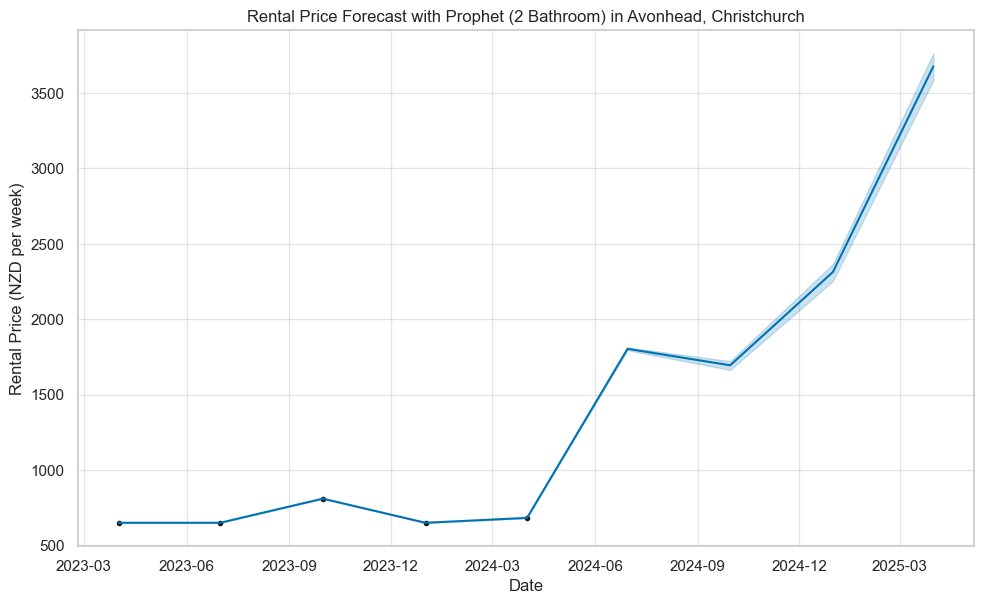 Rental Price Forecast with Prophet (2 Bathroom) in Avonhead, Christchurch
Rental Price (NZD per week)
3500
3000
2500
2000
1500
1000
500
2023-03 2023-06 2023-09 2023-12 2024-03 2024-06 2024-09 2024-12 2025-03
Date